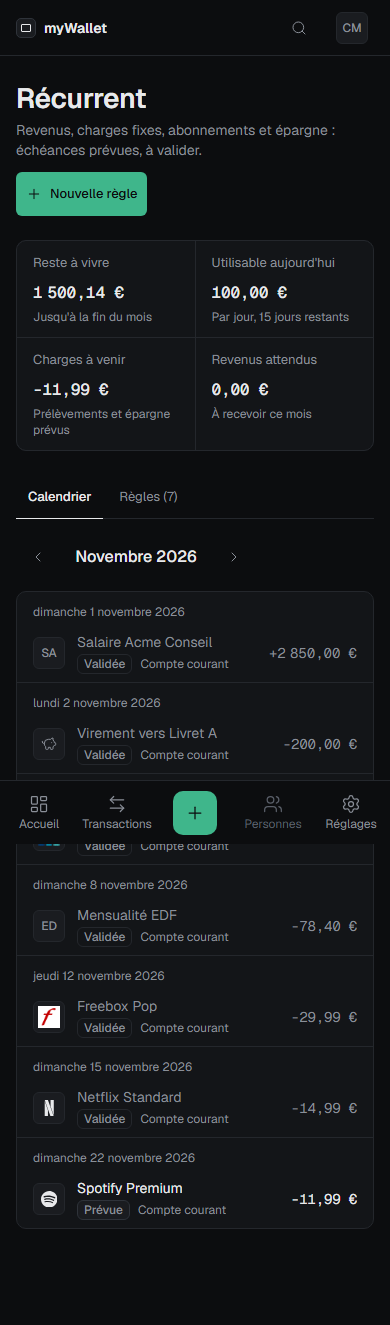 myWallet
CM
Récurrent
Revenus, charges fixes, abonnements et épargne :
échéances prévues, à valider.
Nouvelle règle
Reste à vivre
1 500,14 €
Jusqu'à la fin du mois
Utilisable aujourd'hui
100,00 €
Par jour, 15 jours restants
Charges à venir
-11,99 €
Prélèvements et épargne
prévus
Revenus attendus
0,00 €
À recevoir ce mois
Calendrier
Règles (7)
Novembre 2026
dimanche 1 novembre 2026
SA
Salaire Acme Conseil
Validée Compte courant
+2 850,00 €
lundi 2 novembre 2026
Virement vers Livret A
Validée Compte courant
-200,00 €
Accueil
Transactions
Personnes
Réglages
Validée Compte courant
dimanche 8 novembre 2026
ED
Mensualité EDF
Validée Compte courant
-78,40 €
jeudi 12 novembre 2026
Freebox Pop
Validée Compte courant
-29,99 €
dimanche 15 novembre 2026
N
Netflix Standard
Validée Compte courant
-14,99 €
dimanche 22 novembre 2026
Spotify Premium
Prévue Compte courant
-11,99 €